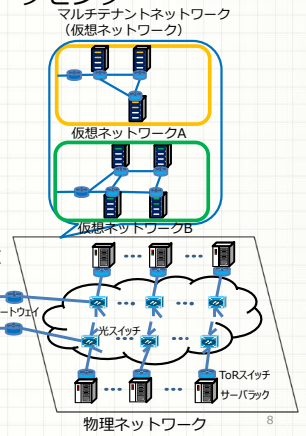 マルチテナントネットワーク
（仮想ネットワーク）
仮想ネットワークA
仮想ネットワークB
ートウェイ
光スイッチ
ToRスイッチ
サーバラック
物理ネットワーク
8